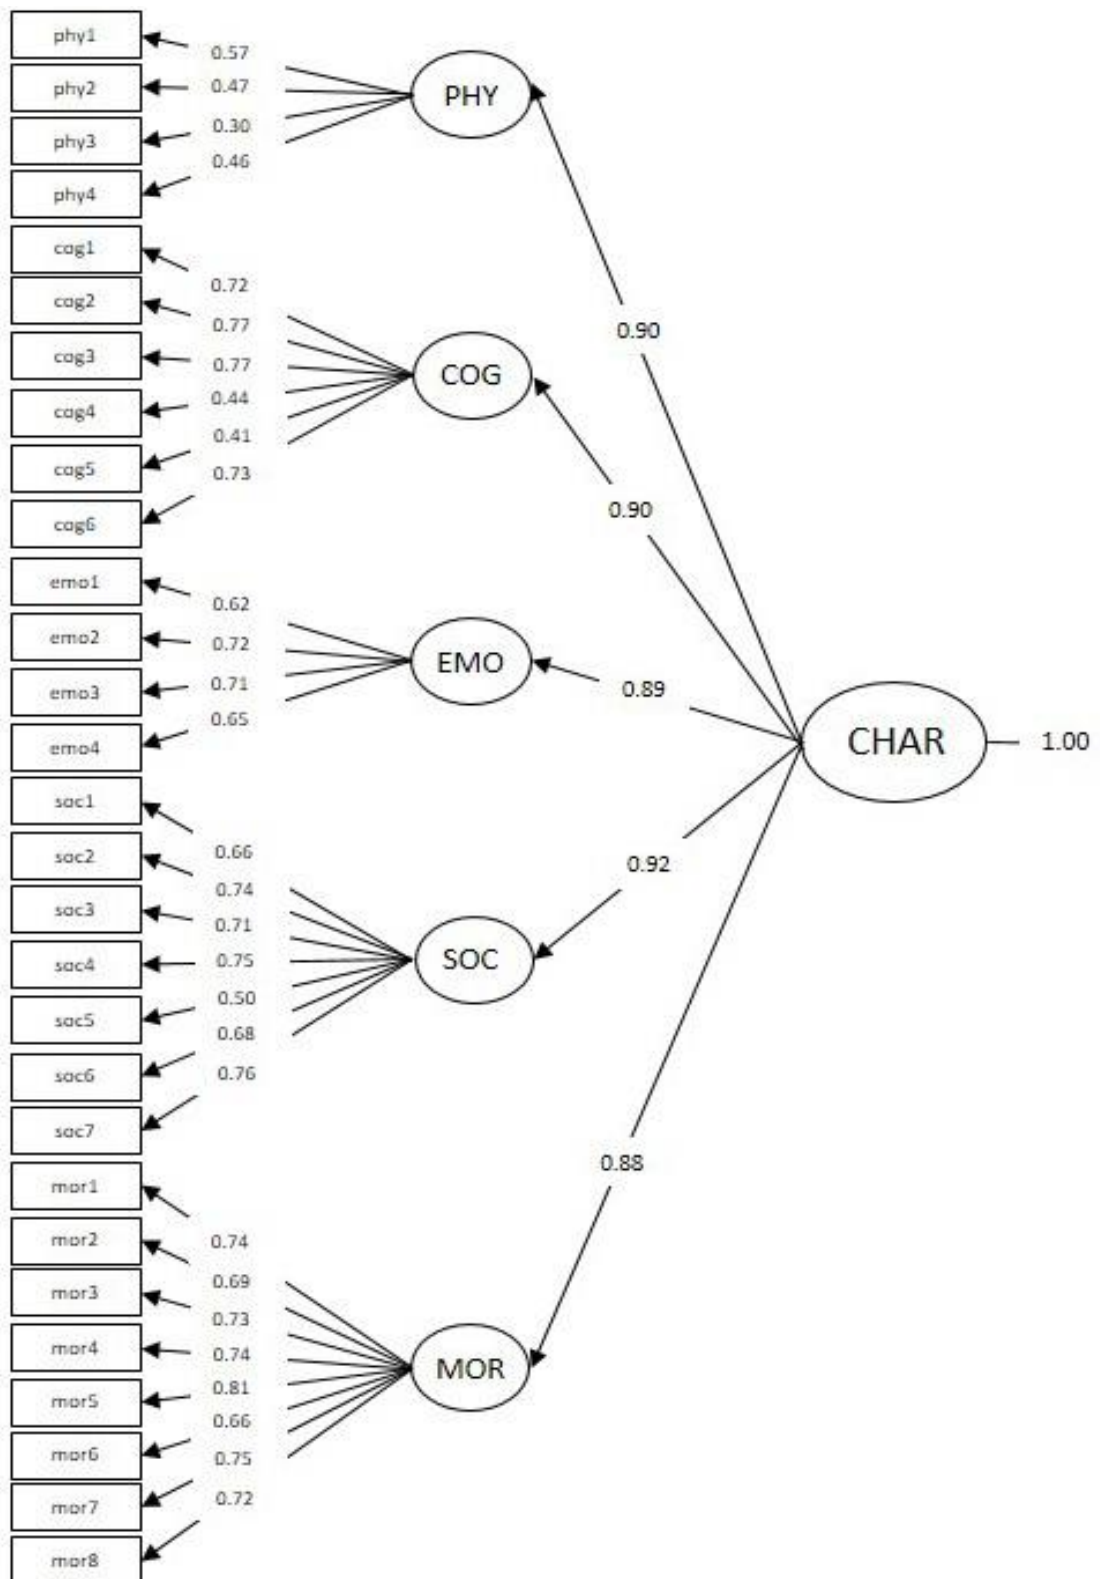 phy1
0.57
phy2
0.47
phy3
0.30
phy4
0.46
PHY
cog1
0.72
cog2
0.77
cog3
0.77
cog4
0.44
cog5
0.41
cog6
0.73
COG
emo1
0.62
emo2
0.72
emo3
0.71
emo4
0.65
EMO
soc1
0.66
soc2
0.74
soc3
0.71
soc4
0.75
soc5
0.50
soc6
0.68
soc7
0.76
SOC
mor1
0.74
mor2
0.69
mor3
0.73
mor4
0.74
mor5
0.81
mor6
0.66
mor7
0.75
mor8
0.72
MOR
0.90
0.90
0.89
0.92
0.88
CHAR
1.00